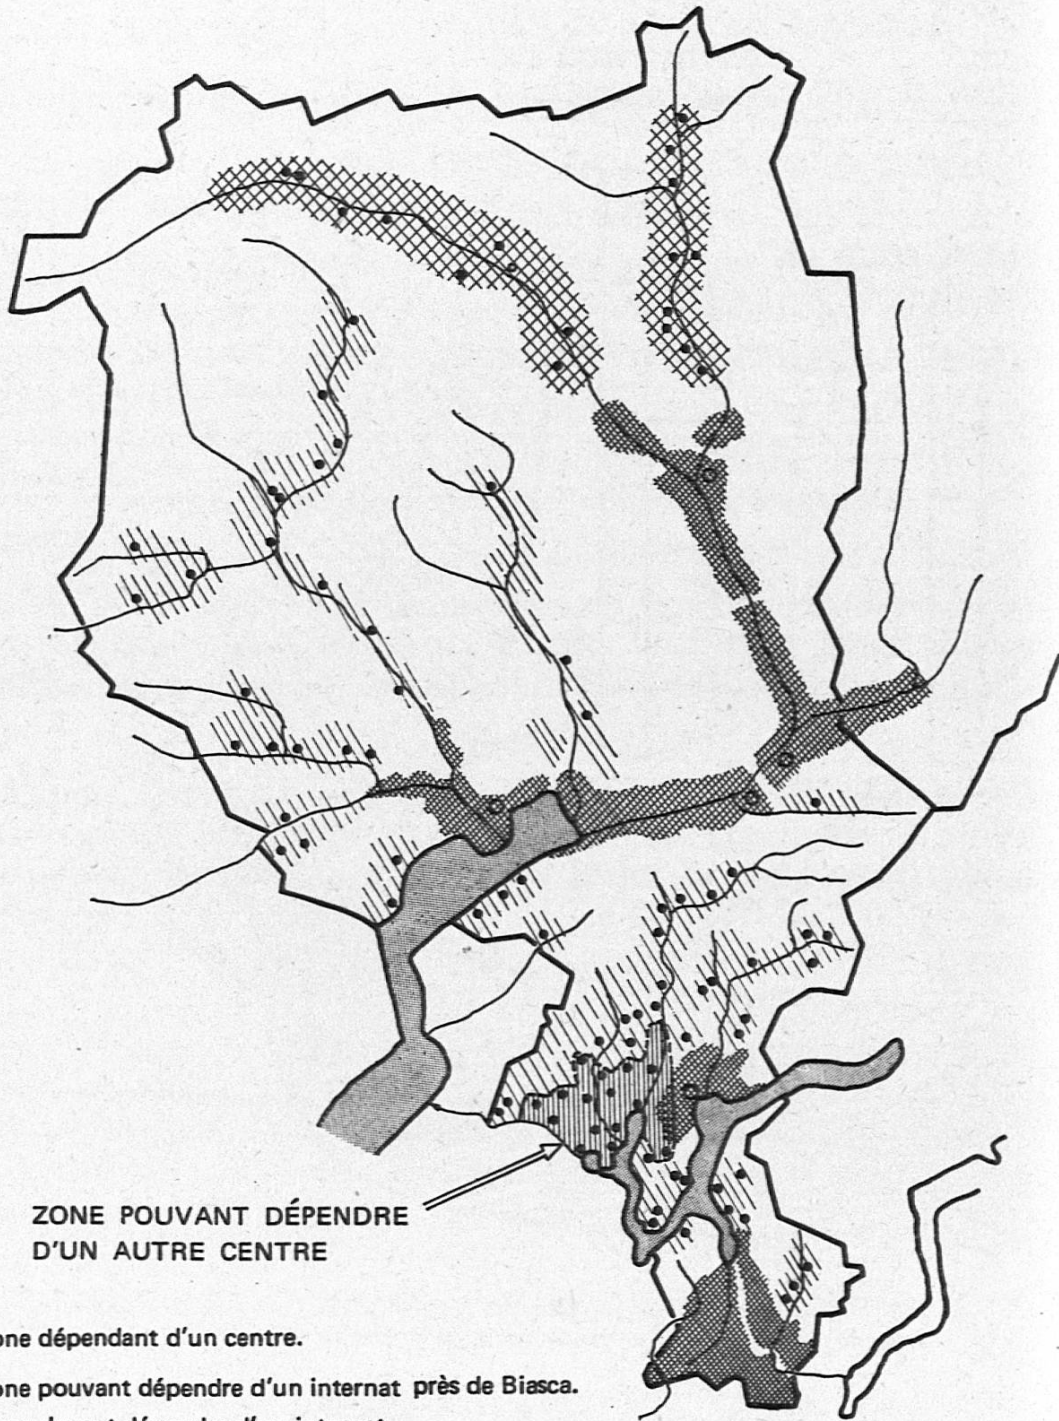 ZONE POUVANT DÉPENDRE
D'UN AUTRE CENTRE
one dépendant d'un centre.
one pouvant dépendre d'un internat près de Biasca.